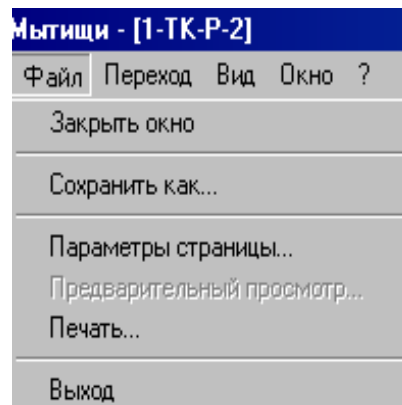 Мытищи - [1-ТК-Р-2]
Файл Переход Вид Окно ?
Закрыть окно
Сохранить как...
Параметры страницы...
Предварительный просмотр...
Печать...
Выход